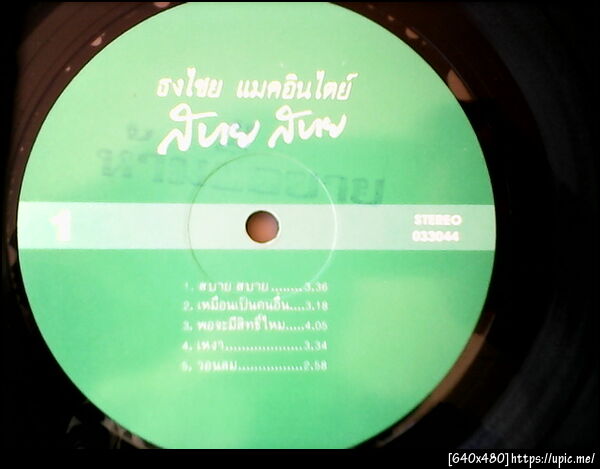 ธงไชย แมคอินไตย์
สบาย สบาย
1
STEREO
033044
1. สบาย สบาย ........3.36
2. เหมือนเป็นคนอื่น....3.18
3. พอจะมีสิทธิ์ไหม....4.05
4. เหงา...................3.34
5. วอนลม................2.58
[640x480]https://upic.me/